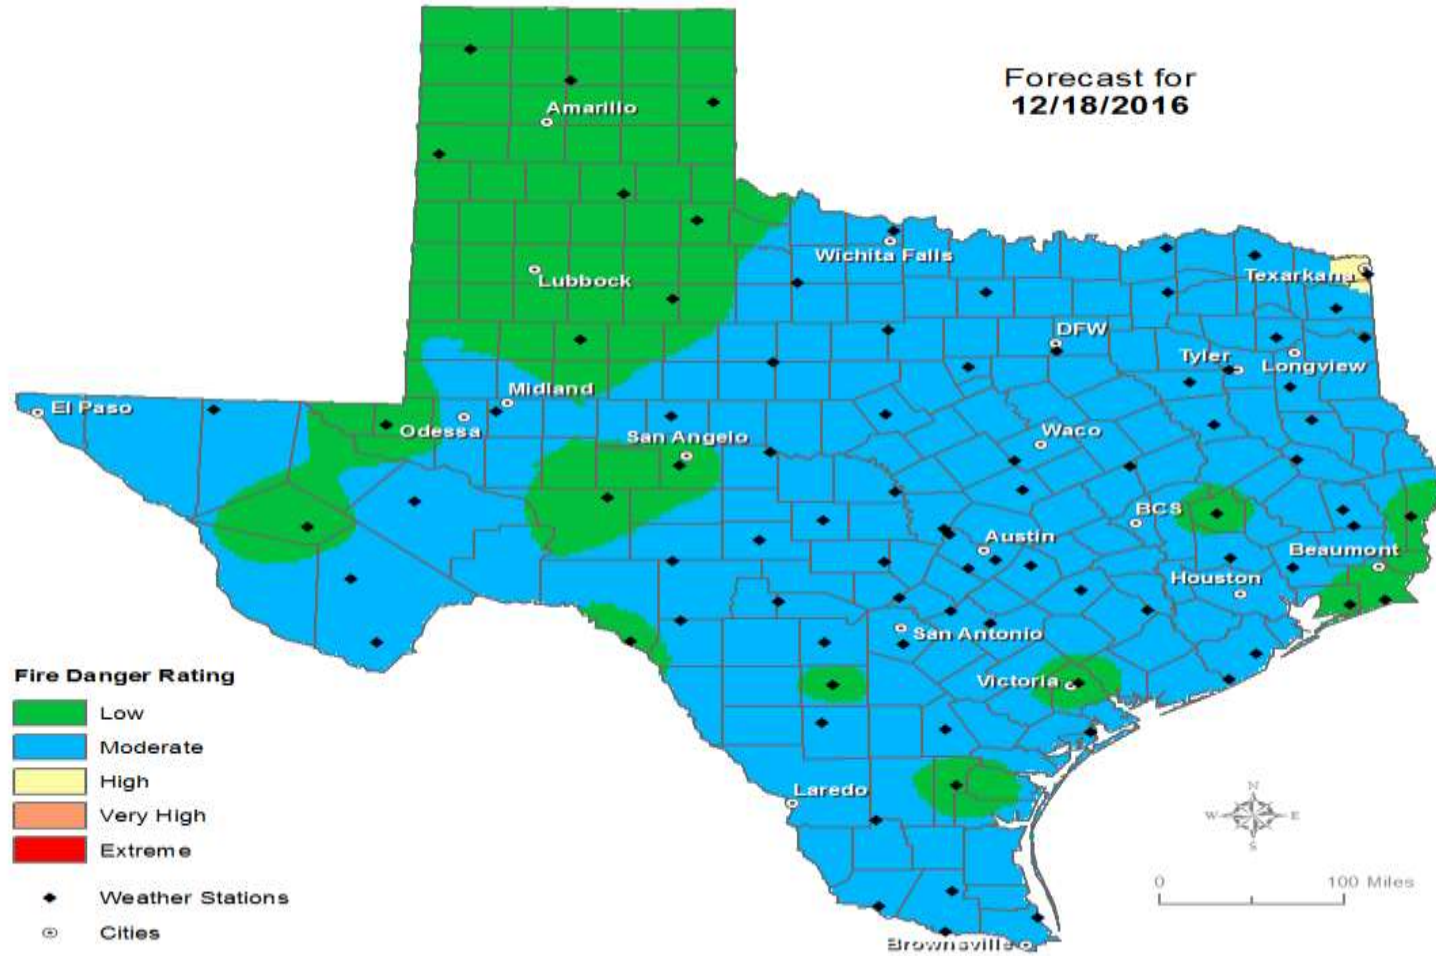 Forecast for
12/18/2016
Amarillo
Lubbock
Wichita Falls
Texarkana
DFW
Tyler
Longview
Midland
El Paso
Odessa
San Angelo
Waco
BCS
Austin
Beaumont
Houston
San Antonio
Victoria
Laredo
Brownsville
Fire Danger Rating
Low
Moderate
High
Very High
Extreme
Weather Stations
Cities
N
W E
S
0 100 Miles